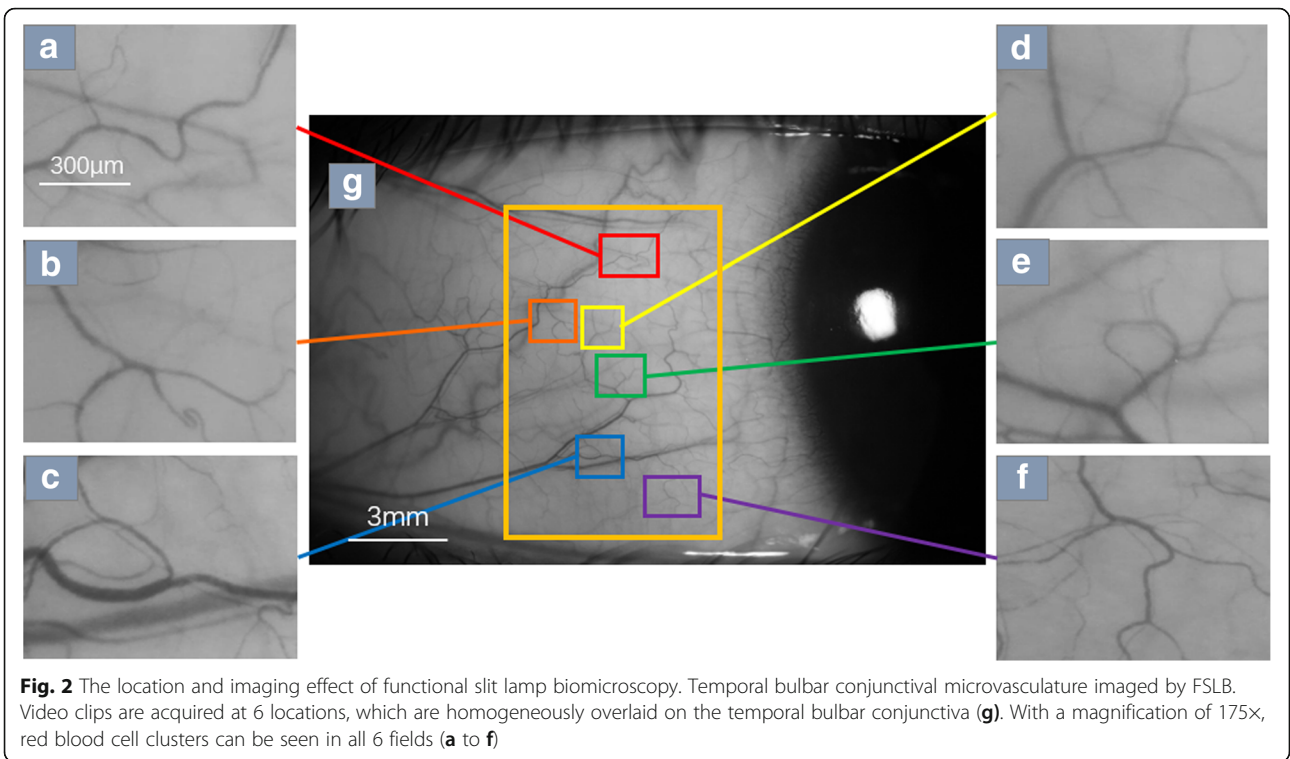 a
300μm
b
c
g
3mm
d
e
f
Fig. 2 The location and imaging effect of functional slit lamp biomicroscopy. Temporal bulbar conjunctival microvasculature imaged by FSLB.
Video clips are acquired at 6 locations, which are homogeneously overlaid on the temporal bulbar conjunctiva (g). With a magnification of 175×,
red blood cell clusters can be seen in all 6 fields (a to f)